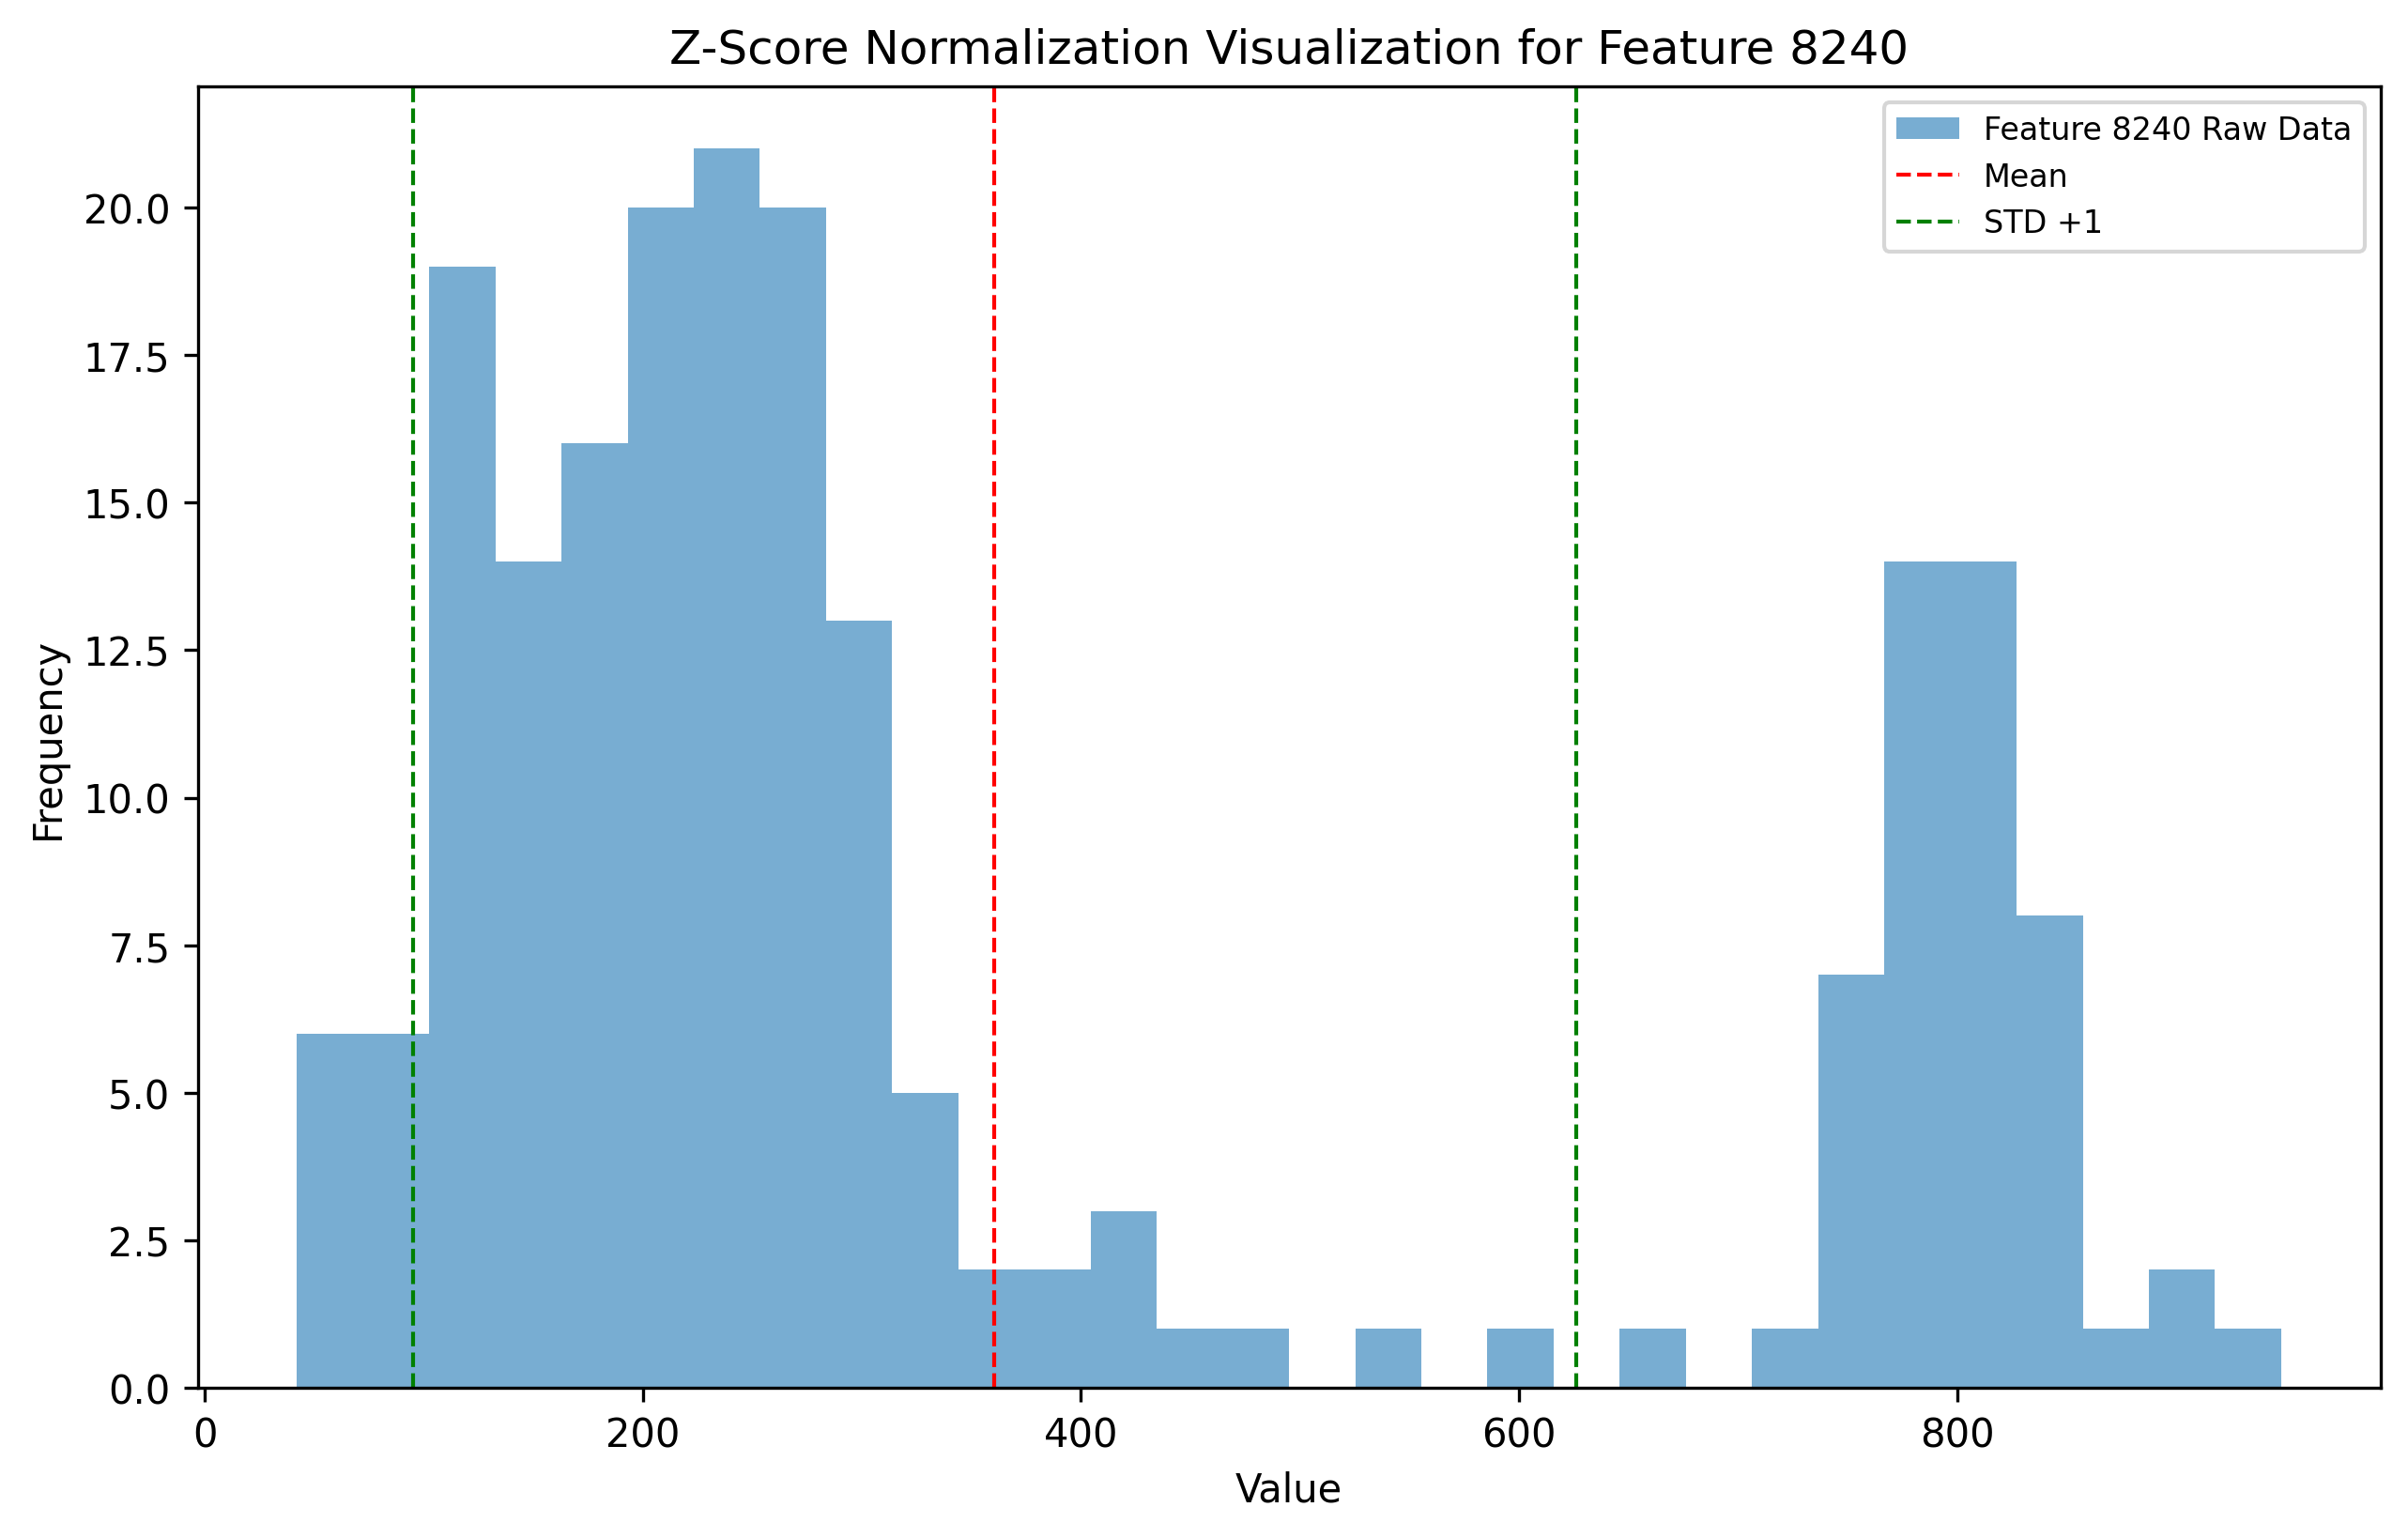 Z-Score Normalization Visualization for Feature 8240
Feature 8240 Raw Data
Mean
STD +1
20.0
17.5
15.0
12.5
10.0
7.5
5.0
2.5
0.0
Frequency
0 200 400 600 800
Value